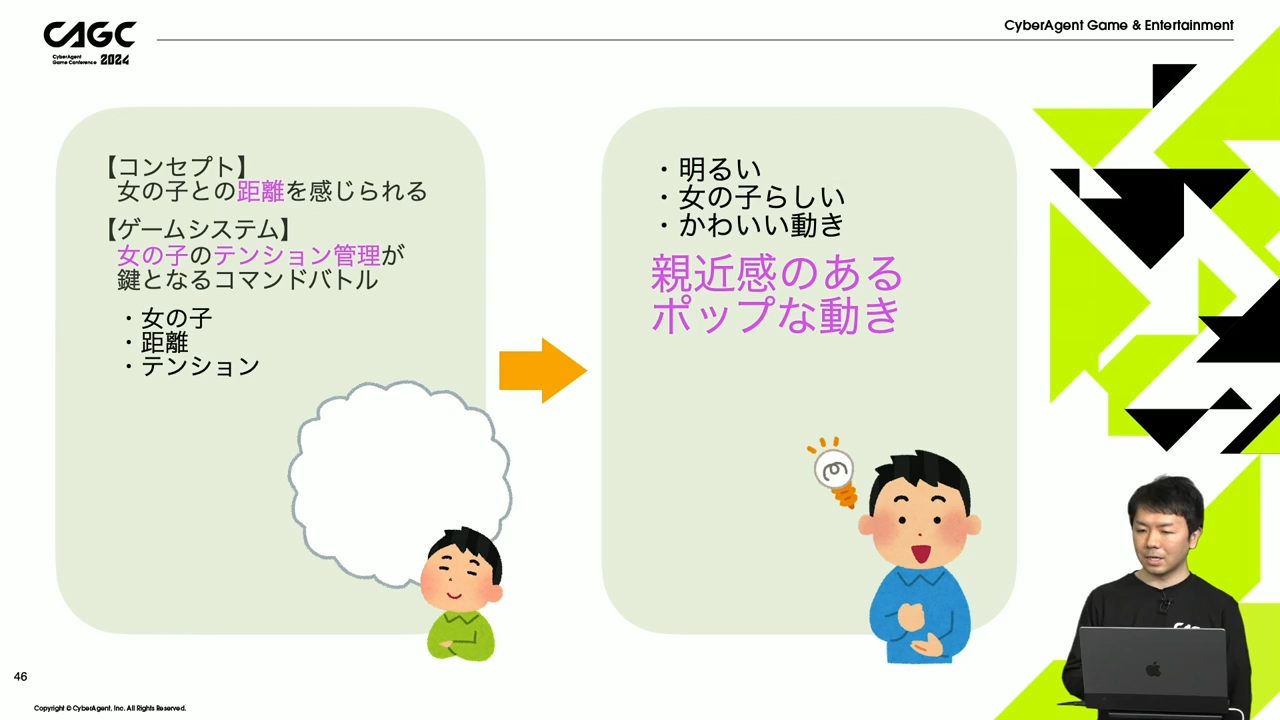 CAGC
CyberAgent
Game Conference 2024
CyberAgent Game & Entertainment
【コンセプト】
女の子との距離を感じられる
【ゲームシステム】
女の子のテンション管理が
鍵となるコマンドバトル
・女の子
・距離
・テンション
・明るい
・女の子らしい
・かわいい動き
親近感のある
ポップな動き
46
Copyright © CyberAgent, Inc. All Rights Reserved.